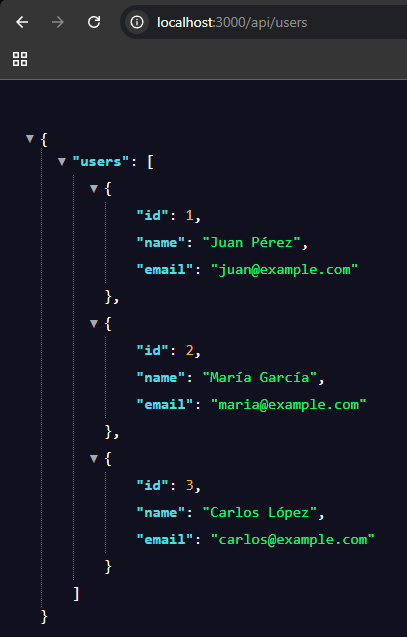 localhost:3000/api/users
{
"users": [
{
"id": 1,
"name": "Juan Pérez",
"email": "juan@example.com"
},
{
"id": 2,
"name": "María García",
"email": "maria@example.com"
},
{
"id": 3,
"name": "Carlos López",
"email": "carlos@example.com"
}
]
}